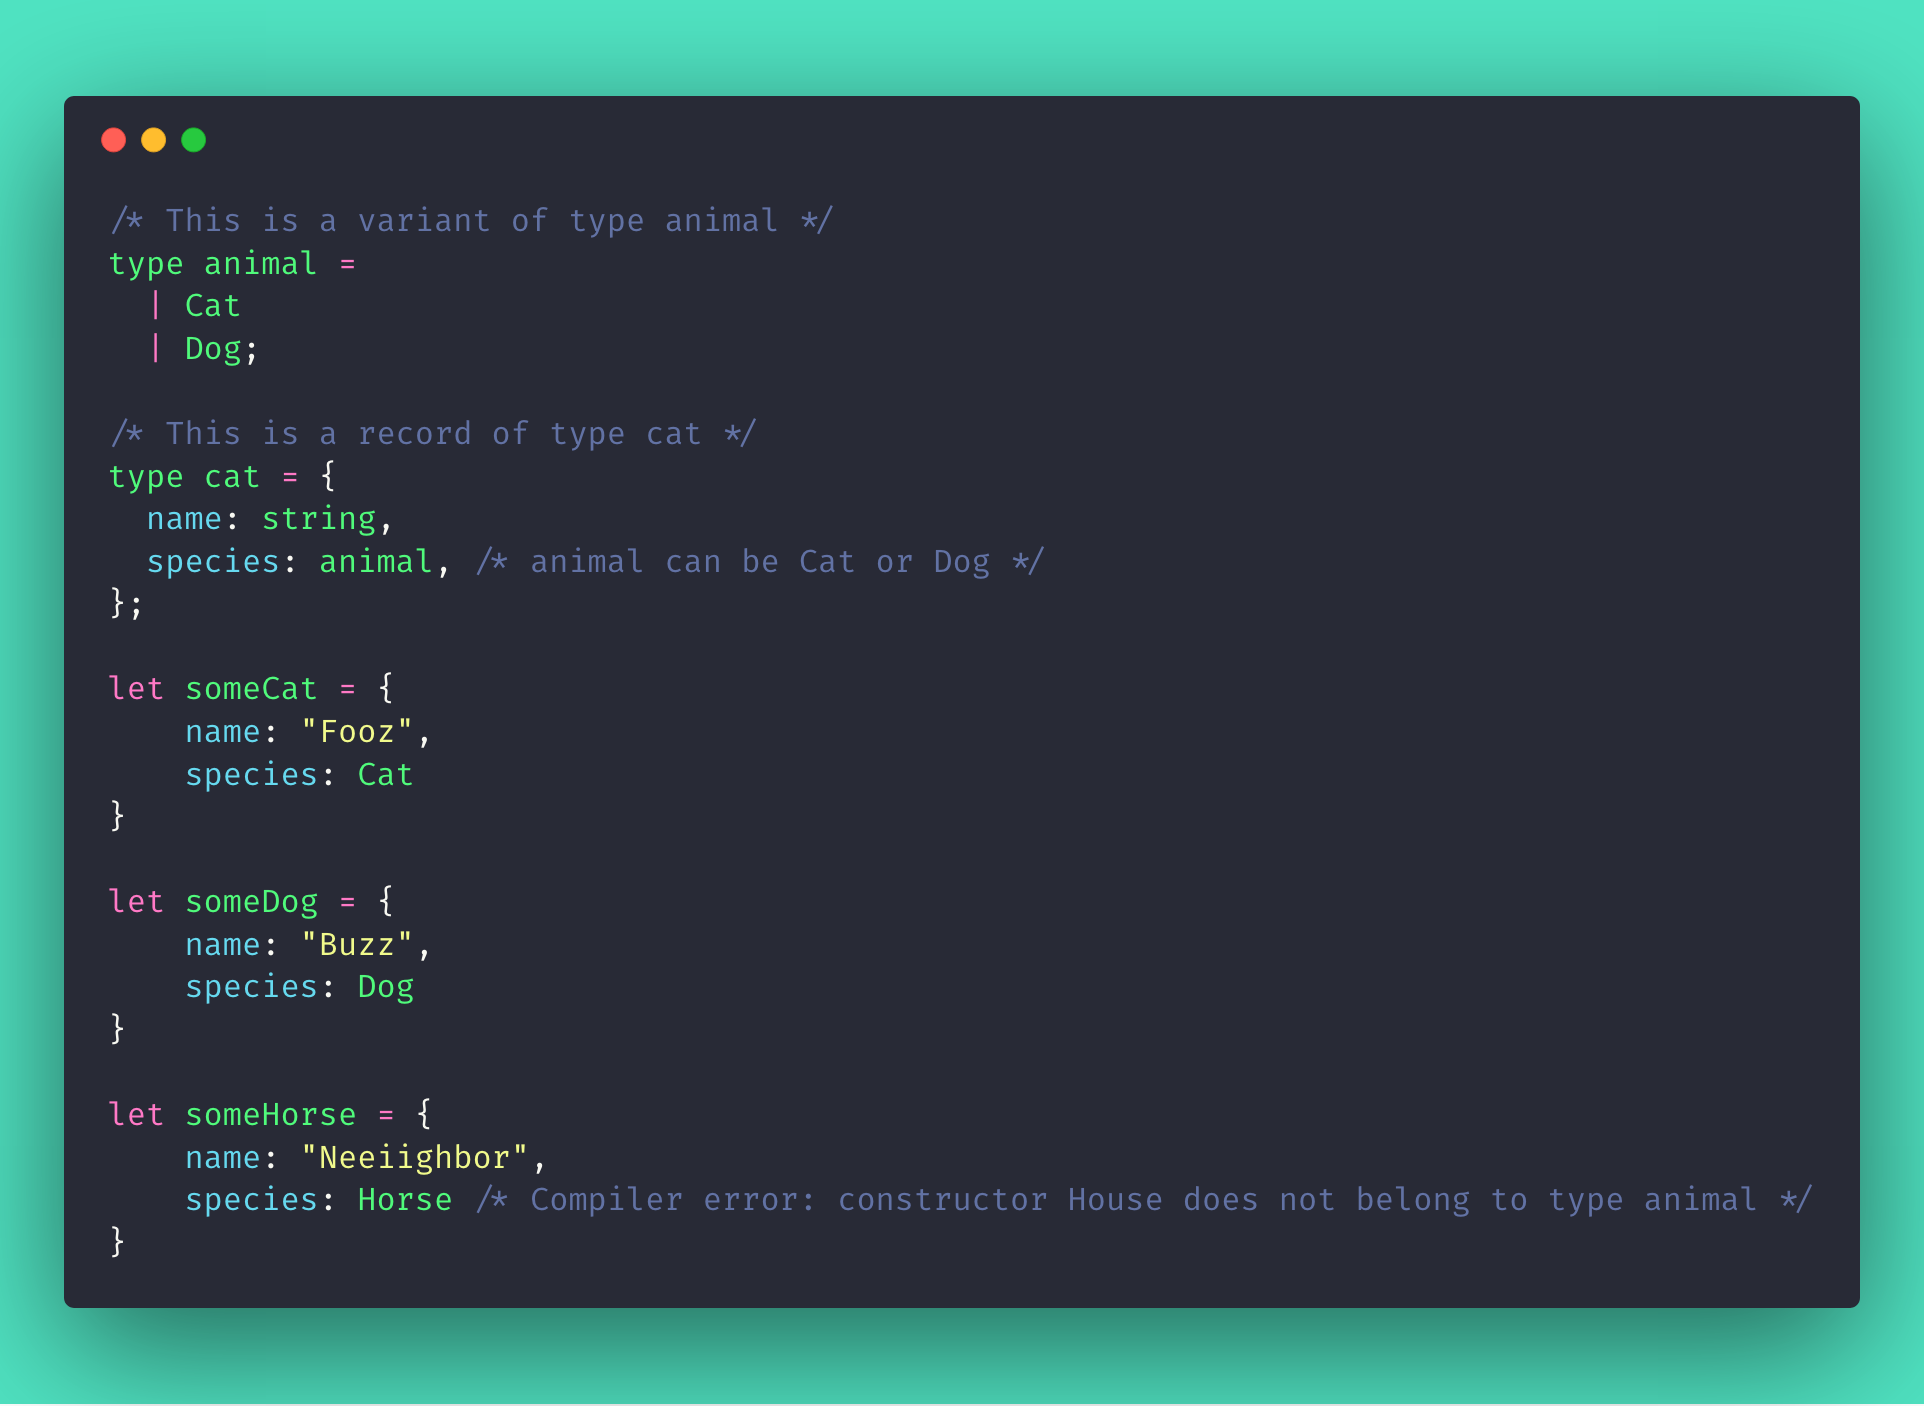 /* This is a variant of type animal */
type animal =
  | Cat
  | Dog;

/* This is a record of type cat */
type cat = {
  name: string,
  species: animal, /* animal can be Cat or Dog */
};

let someCat = {
    name: "Fooz",
    species: Cat
}

let someDog = {
    name: "Buzz",
    species: Dog
}

let someHorse = {
    name: "Neeiighbor",
    species: Horse /* Compiler error: constructor House does not belong to type animal */
}